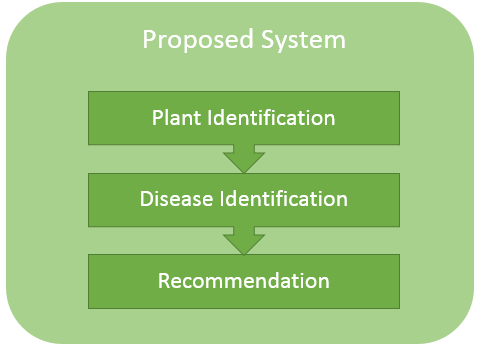 Proposed System
Plant Identification
Disease Identification
Recommendation